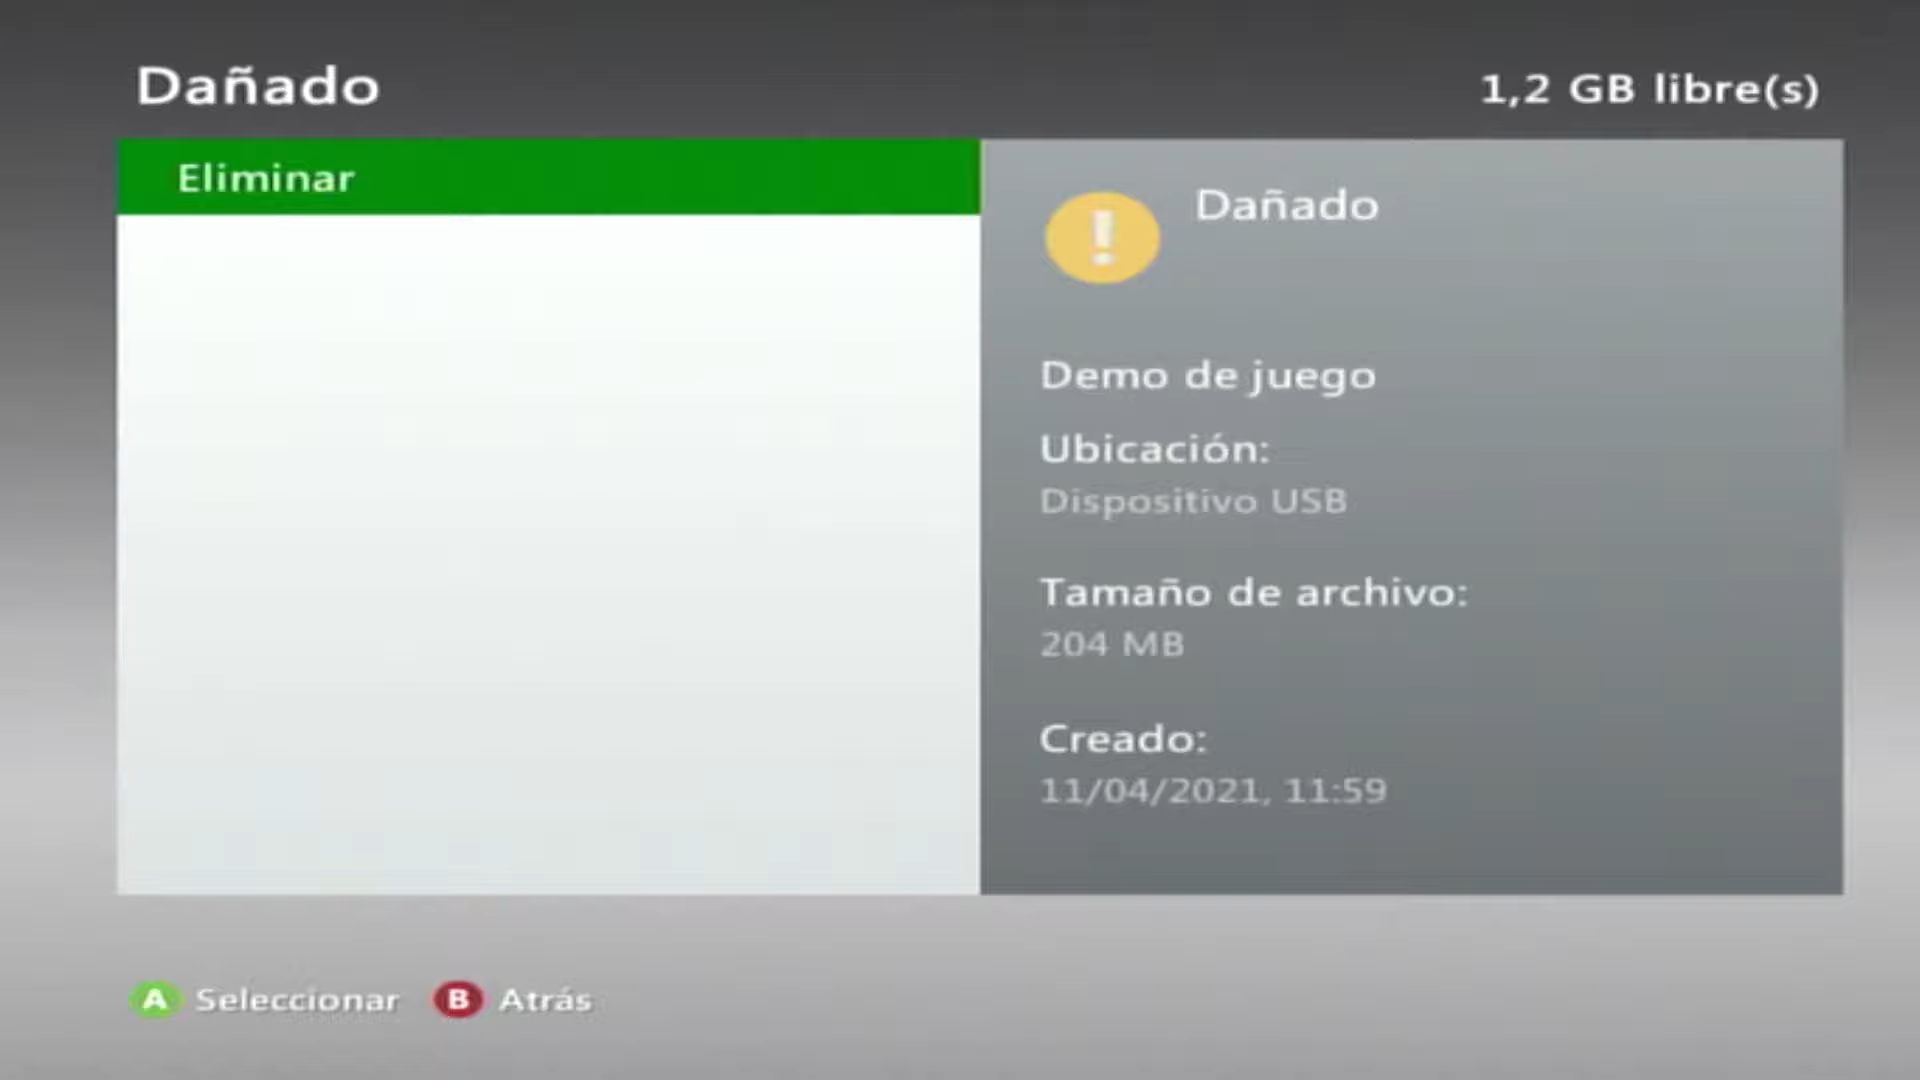 Dañado
1,2 GB libre(s)
Eliminar
!
Dañado
Demo de juego
Ubicación:
Dispositivo USB
Tamaño de archivo:
204 MB
Creado:
11/04/2021, 11:59
A Seleccionar B Atrás